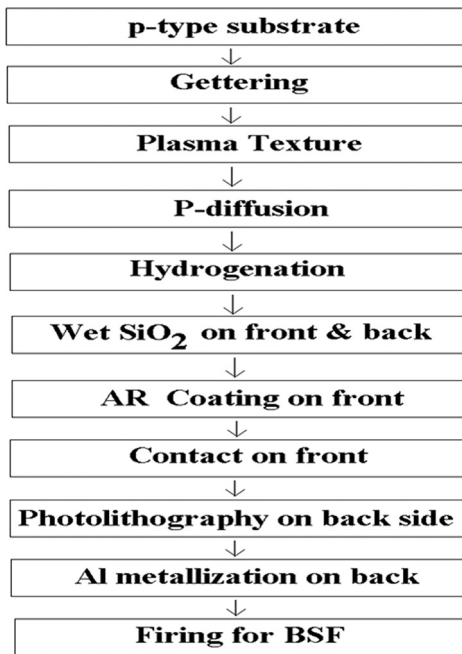 p-type substrate
Gettering
Plasma Texture
P-diffusion
Hydrogenation
Wet SiO₂ on front & back
AR Coating on front
Contact on front
Photolithography on back side
Al metallization on back
Firing for BSF